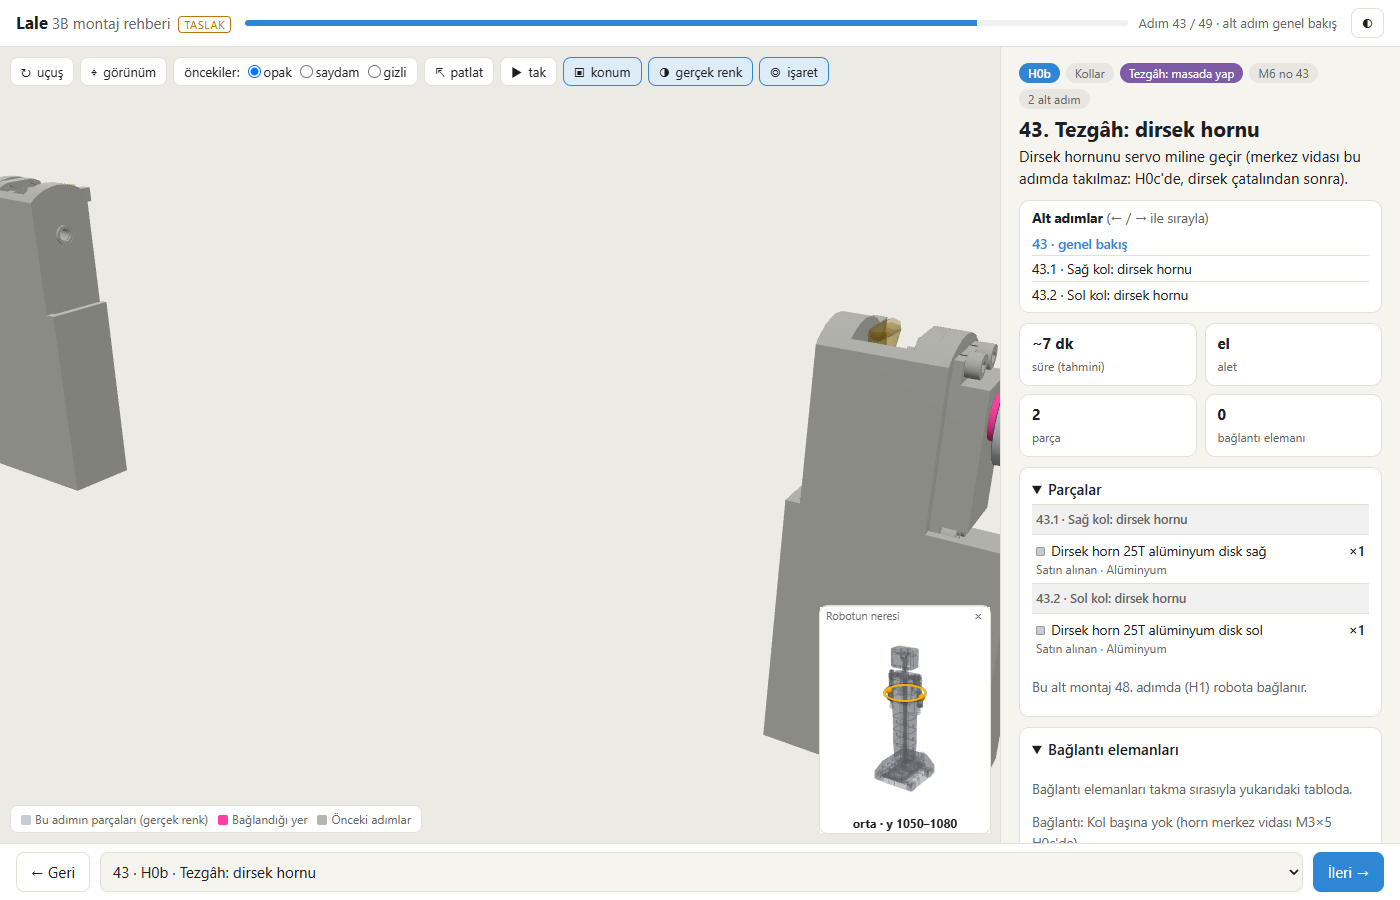 Lale 3B montaj rehberi TASLAK
Adım 43 / 49 · alt adım genel bakış
uçuş
görünüm
önceki­ler: opak saydam gizli
patlat
tak
konum
gerçek renk
işaret
H0b Kollar Tezgâh: masada yap M6 no 43
2 alt adım
43. Tezgâh: dirsek hornu
Dirsek hornunu servo miline geçir (merkez vidası bu
adımda takılmaz: H0c'de, dirsek çatalından sonra).
Alt adımlar (← / → ile sırayla)
43 · genel bakış
43.1 · Sağ kol: dirsek hornu
43.2 · Sol kol: dirsek hornu
~7 dk
süre (tahmini)
el
alet
2
parça
0
bağlantı elemanı
▼ Parçalar
43.1 · Sağ kol: dirsek hornu
Dirsek horn 25T alüminyum disk sağ ×1
Satın alınan · Alüminyum
43.2 · Sol kol: dirsek hornu
Dirsek horn 25T alüminyum disk sol ×1
Satın alınan · Alüminyum
Bu alt montaj 48. adımda (H1) robota bağlanır.
▼ Bağlantı elemanları
Bağlantı elemanları takma sırasıyla yukarıdaki tabloda.
Bağlantı: Kol başına yok (horn merkez vidası M3×5
H0c'de)
Robotun neresi ×
orta · y 1050–1080
Bu adımın parçaları (gerçek renk) Bağlandığı yer Önceki adımlar
← Geri
43 · H0b · Tezgâh: dirsek hornu
İleri →